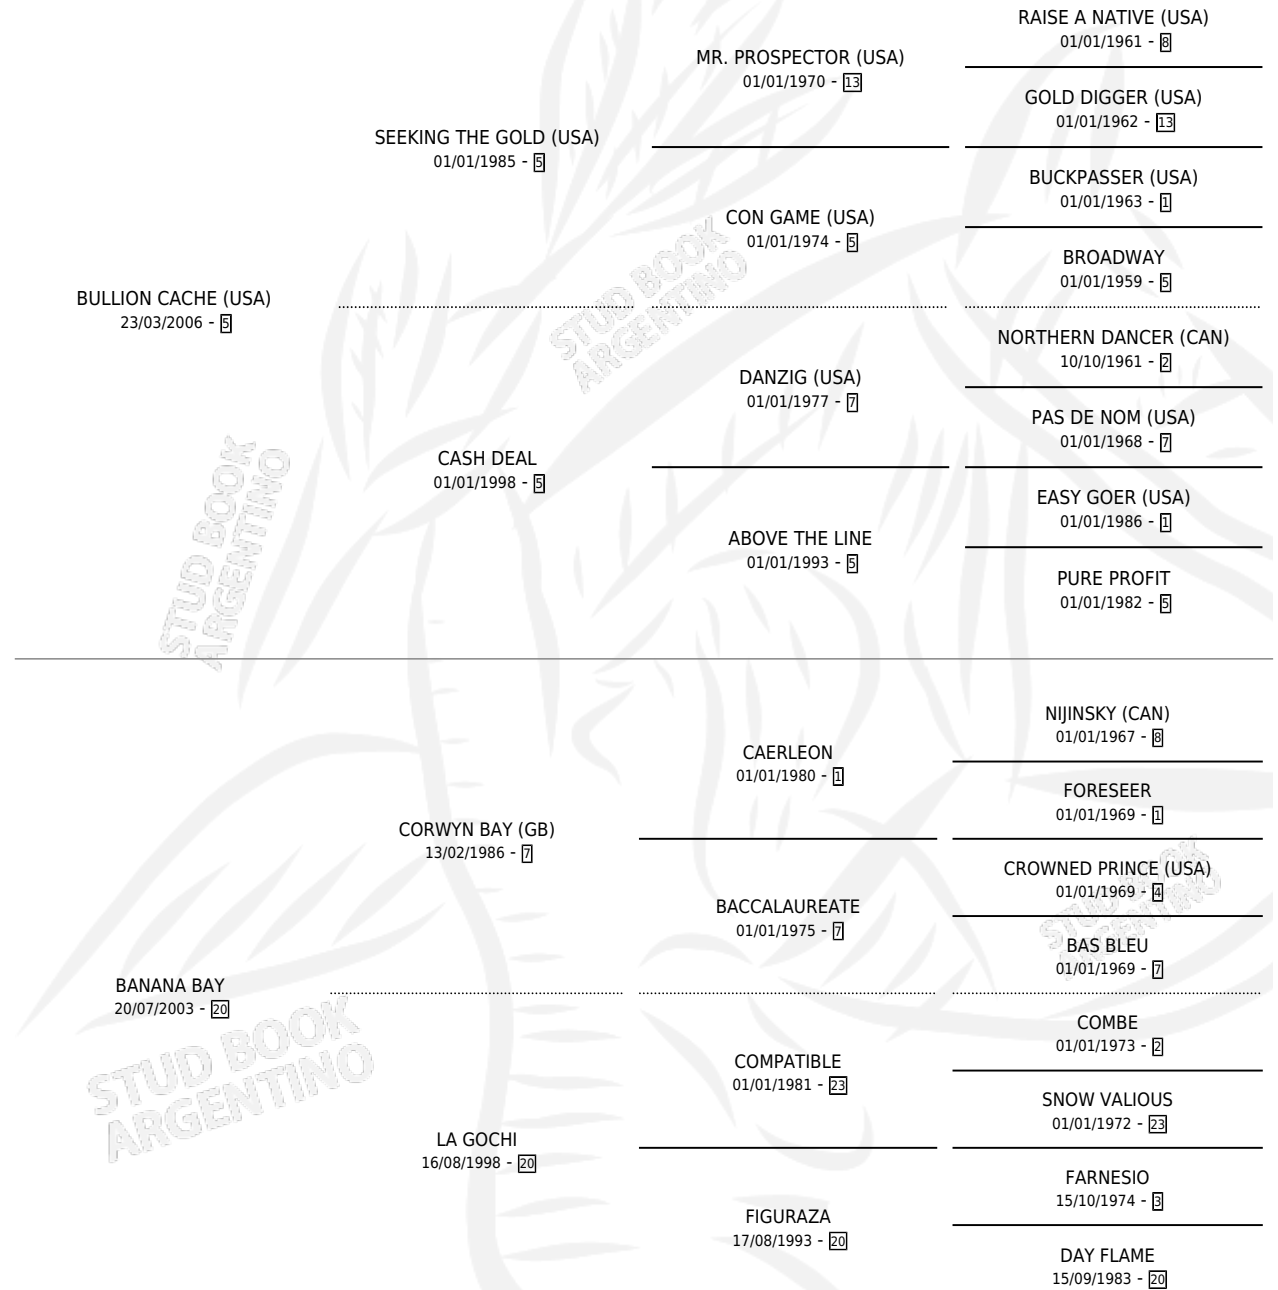 RAISE A NATIVE (USA)
01/01/1961 - 8
MR. PROSPECTOR (USA)
01/01/1970 - 13
GOLD DIGGER (USA)
01/01/1962 - 13
SEEKING THE GOLD (USA)
01/01/1985 - 5
BUCKPASSER (USA)
01/01/1963 - 1
CON GAME (USA)
01/01/1974 - 5
BROADWAY
01/01/1959 - 5
BULLION CACHE (USA)
23/03/2006 - 5
STUD BOOK
ARGENTINO
NORTHERN DANCER (CAN)
10/10/1961 - 2
DANZIG (USA)
01/01/1977 - 7
PAS DE NOM (USA)
01/01/1968 - 7
CASH DEAL
01/01/1998 - 5
EASY GOER (USA)
01/01/1986 - 1
ABOVE THE LINE
01/01/1993 - 5
PURE PROFIT
01/01/1982 - 5
STUD BOOK
ARGENTINO
NIJINSKY (CAN)
01/01/1967 - 8
CAERLEON
01/01/1980 - 1
FORESEER
01/01/1969 - 1
CORWYN BAY (GB)
13/02/1986 - 7
CROWNED PRINCE (USA)
01/01/1969 - 4
BACCALAUREATE
01/01/1975 - 7
STUD BOOK
ARGENTINO
BAS BLEU
01/01/1969 - 7
BANANA BAY
20/07/2003 - 20
COMBE
01/01/1973 - 2
COMPATIBLE
01/01/1981 - 23
STUD BOOK
ARGENTINO
SNOW VALIOUS
01/01/1972 - 23
LA GOCHI
16/08/1998 - 20
FARNESIO
15/10/1974 - 3
FIGURAZA
17/08/1993 - 20
DAY FLAME
15/09/1983 - 20